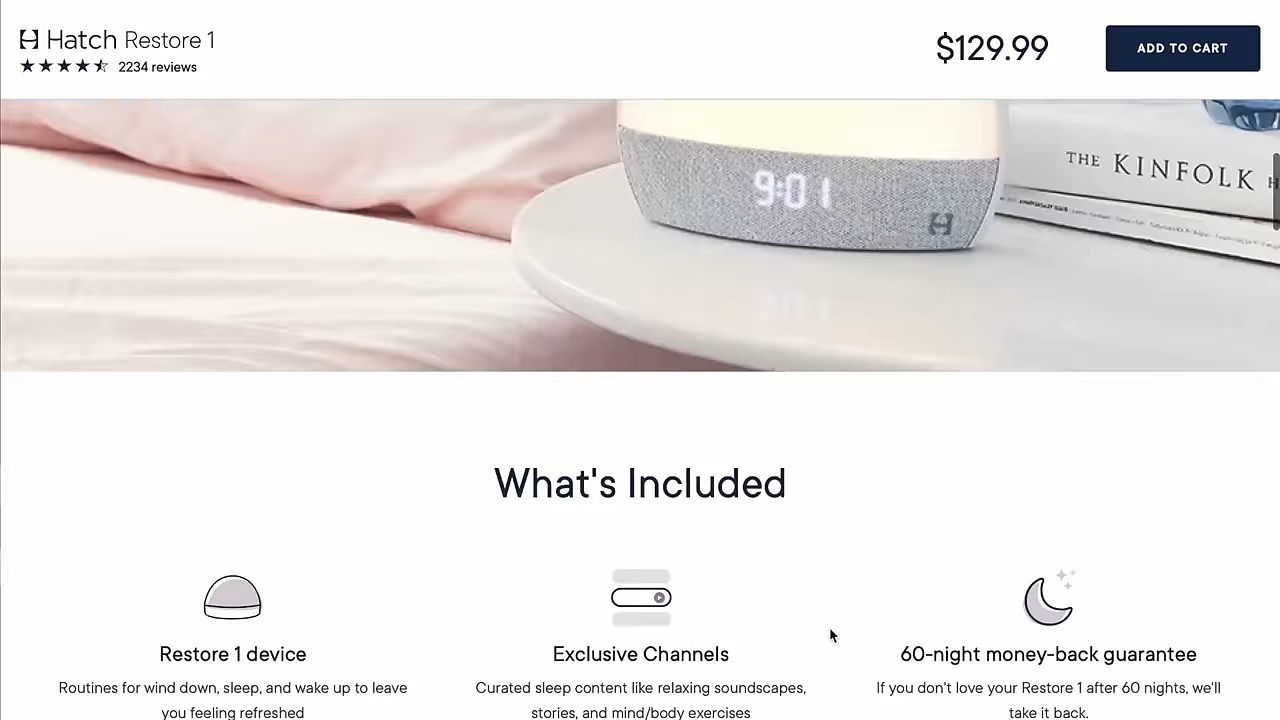 Hatch Restore 1
2234 reviews
$129.99
ADD TO CART
THE KINFOLK H
9:01
What's Included
Restore 1 device
Routines for wind down, sleep, and wake up to leave
you feeling refreshed
Exclusive Channels
Curated sleep content like relaxing soundscapes,
stories, and mind/body exercises
60-night money-back guarantee
If you don't love your Restore 1 after 60 nights, we'll
take it back.